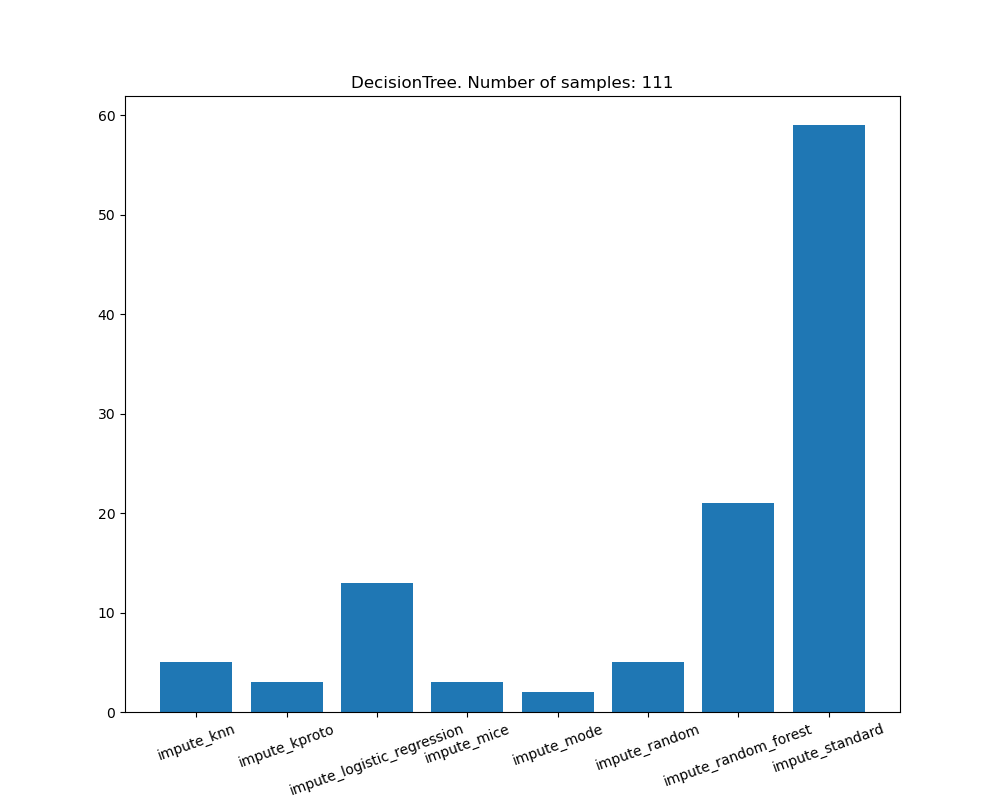 DecisionTree. Number of samples: 111
60
50
40
30
20
10
0
impute_knn
impute_kproto
impute_logistic_regression
impute_mice
impute_mode
impute_random
impute_random_forest
impute_standard